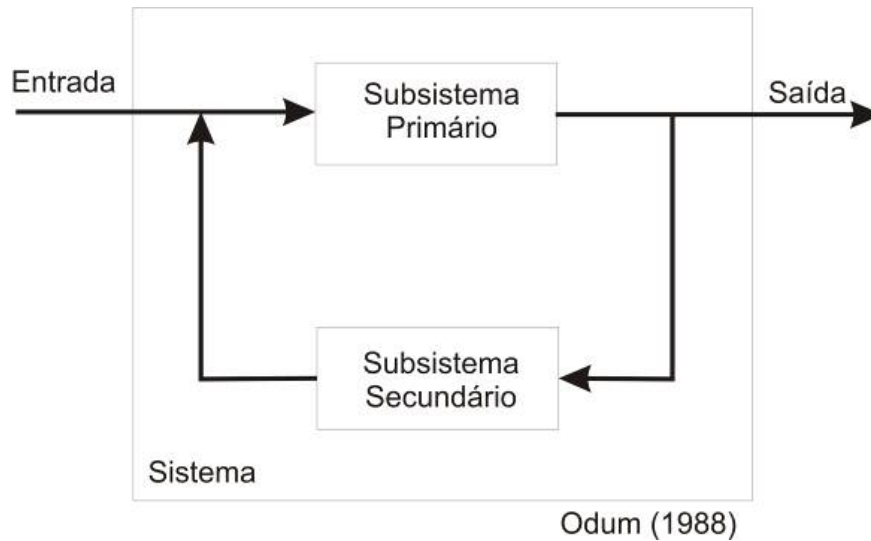 Entrada
Subsistema
Primário
Saída
Subsistema
Secundário
Sistema
Odum (1988)